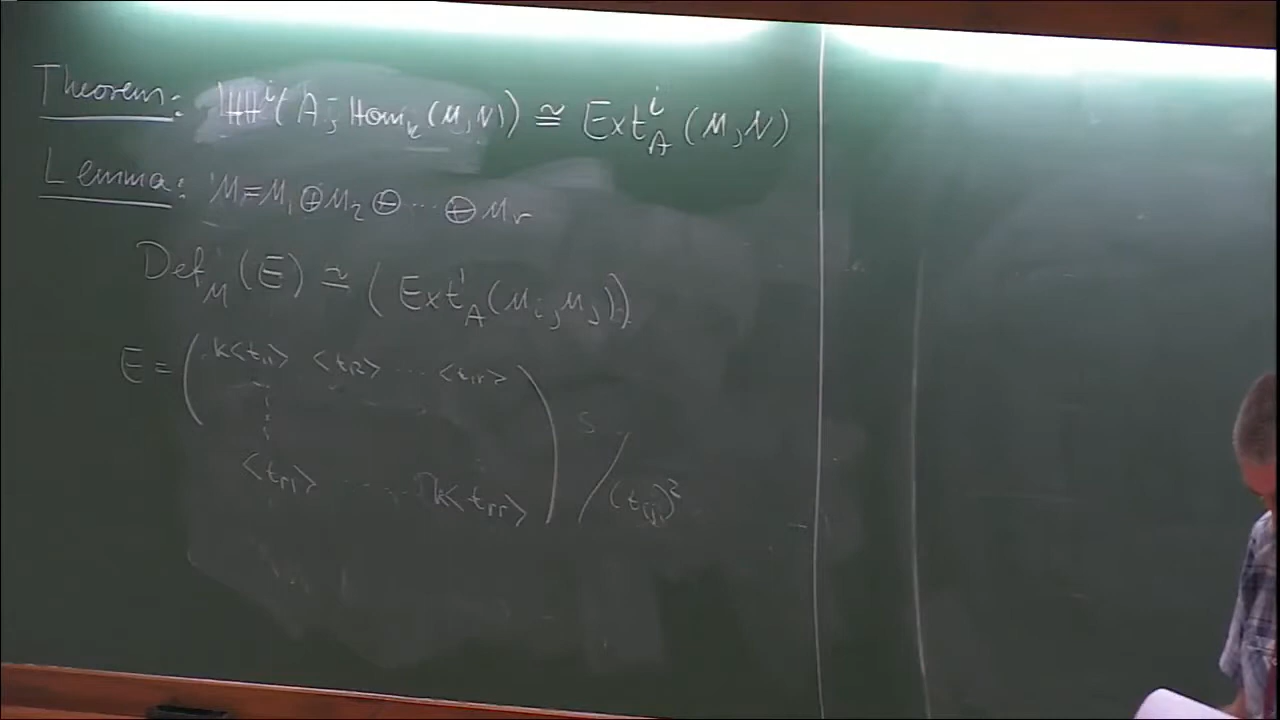 Theorem: HH^i(A; Hom_k(M,N)) ≅ Ext^i_A(M,N)
Lemma: M=M_1⊕M_2⊕···⊕M_r
Def_M(E) ≅ (Ext^1_A(M_i,M_j))
E = ( k<t_11> <t_12> ··· <t_1r>
<t_r1> ···· k<t_rr> ) / (t_ij)^2